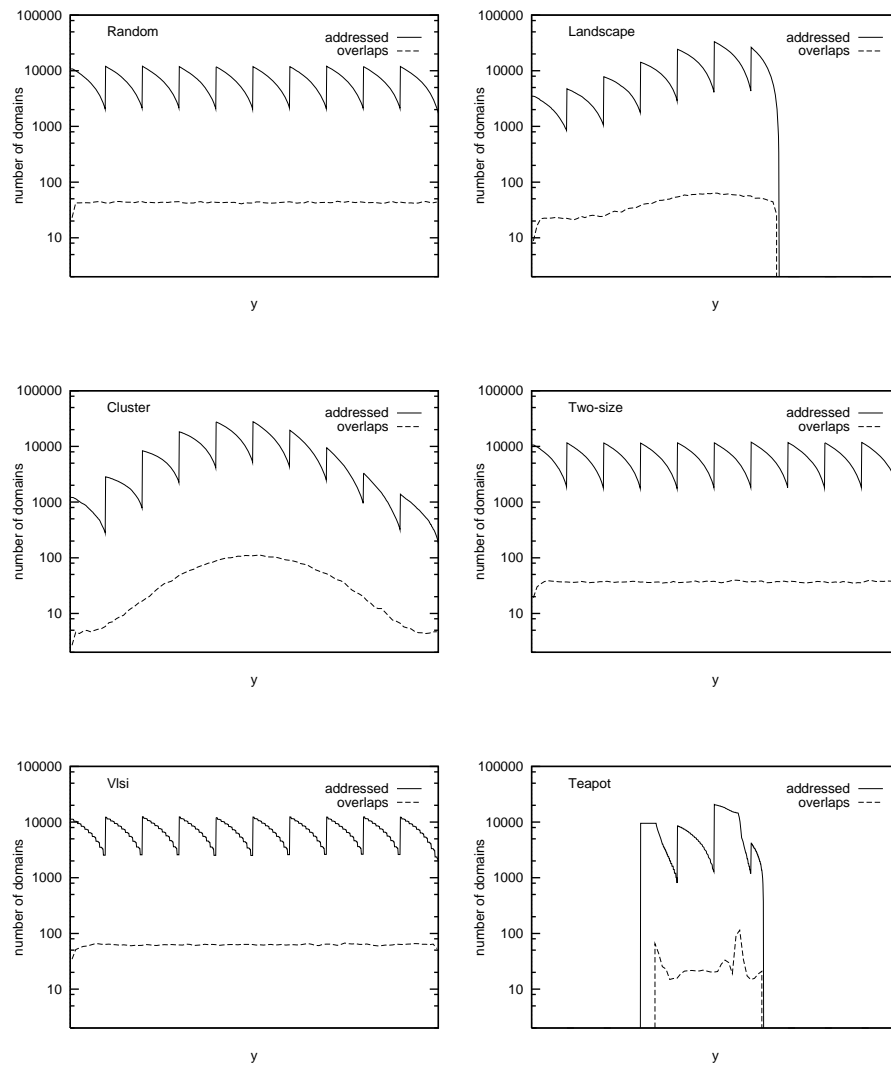 Random
addressed
overlaps
100000
10000
1000
100
10
number of domains
y
Landscape
addressed
overlaps
100000
10000
1000
100
10
number of domains
y
Cluster
addressed
overlaps
100000
10000
1000
100
10
number of domains
y
Two-size
addressed
overlaps
100000
10000
1000
100
10
number of domains
y
Vlsi
addressed
overlaps
100000
10000
1000
100
10
number of domains
y
Teapot
addressed
overlaps
100000
10000
1000
100
10
number of domains
y